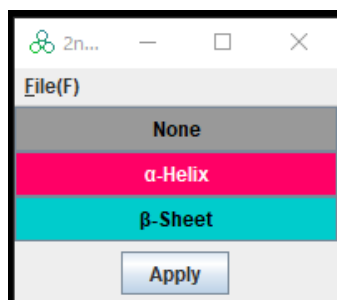 2n...
File(F)
None
α-Helix
β-Sheet
Apply